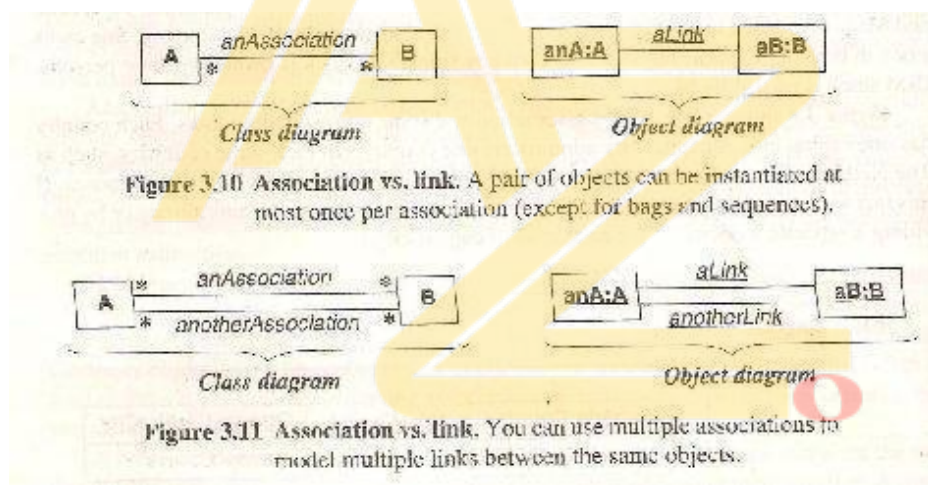 A * anAssociation * B
anA:A aLink aB:B
Class diagram Object diagram
Figure 3.10 Association vs. link. A pair of objects can be instantiated at
most once per association (except for bags and sequences).
A * anAssociation * B
* anotherAssociation *
anA:A aLink aB:B
anotherLink
Class diagram Object diagram
Figure 3.11 Association vs. link. You can use multiple associations to
model multiple links between the same objects.